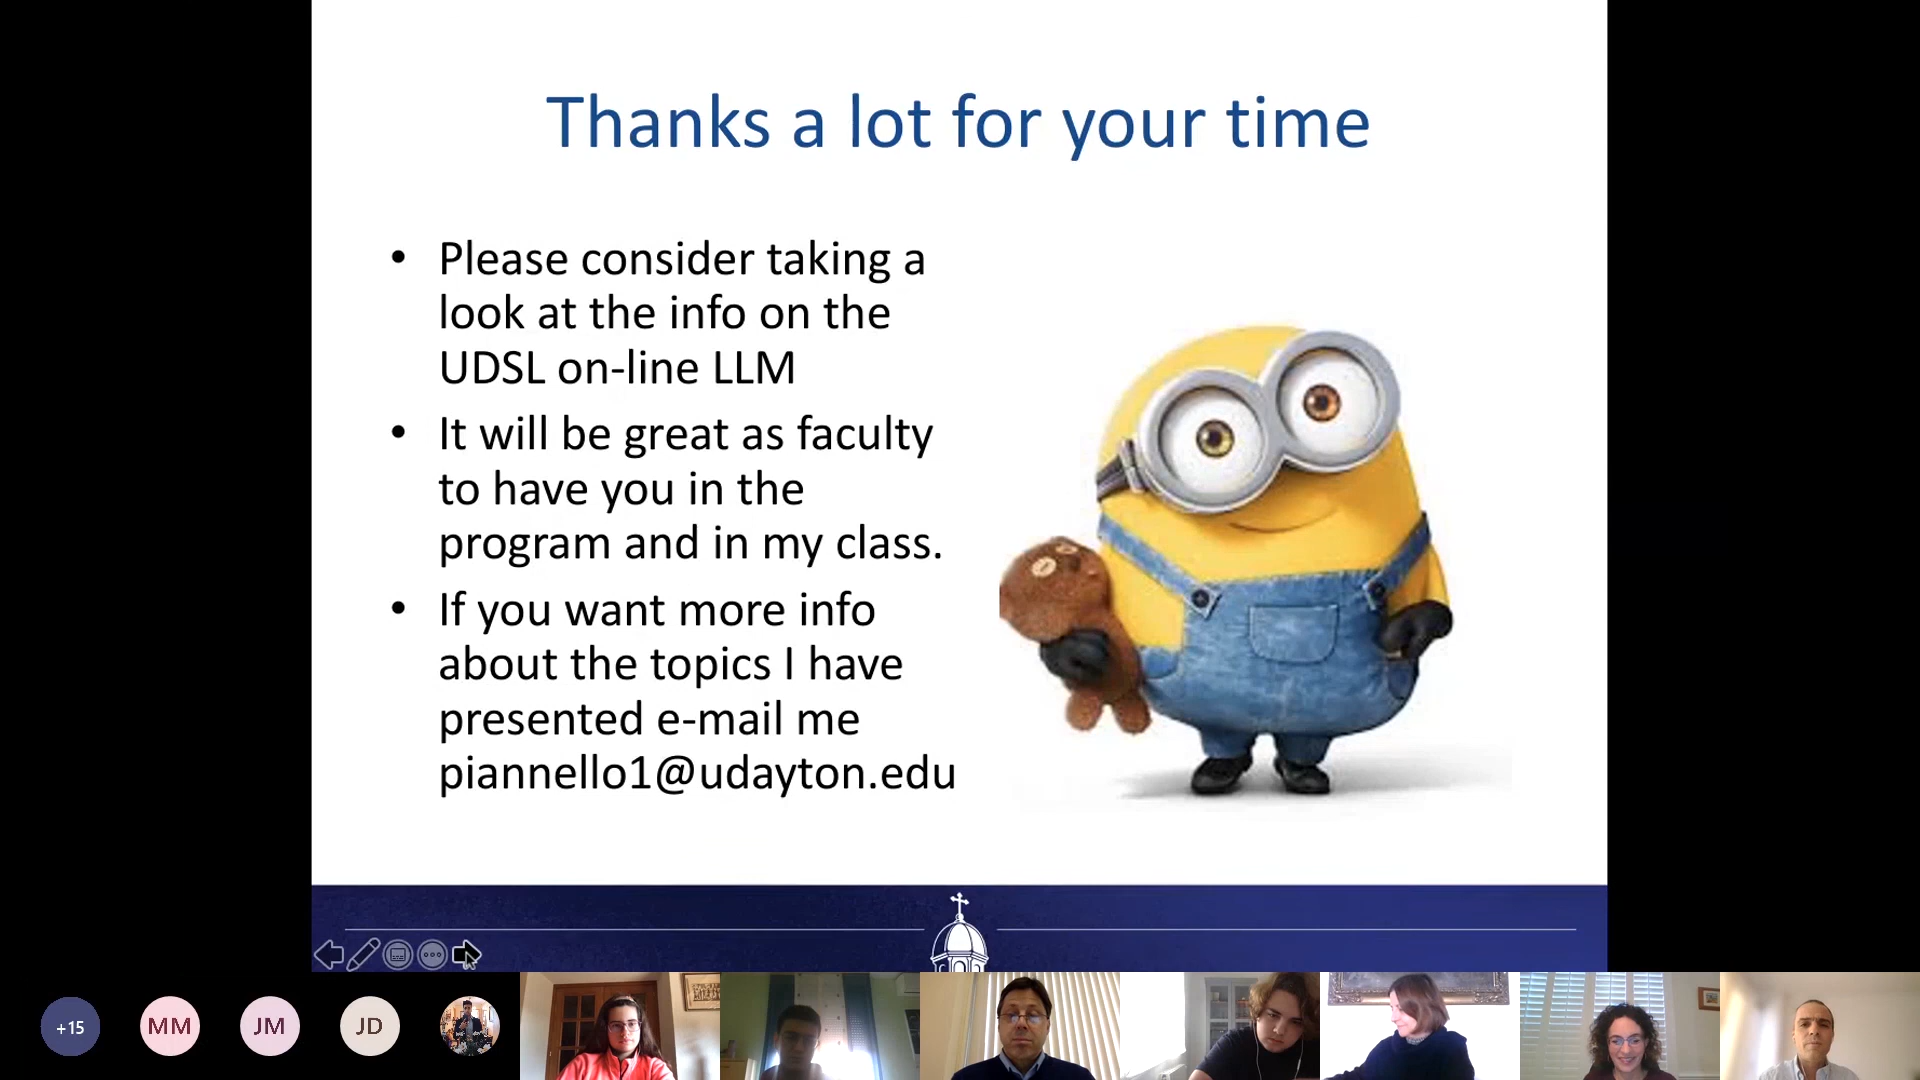 Thanks a lot for your time
• Please consider taking a
look at the info on the
UDSL on-line LLM
• It will be great as faculty
to have you in the
program and in my class.
• If you want more info
about the topics I have
presented e-mail me
piannello1@udayton.edu
+15
MM
JM
JD